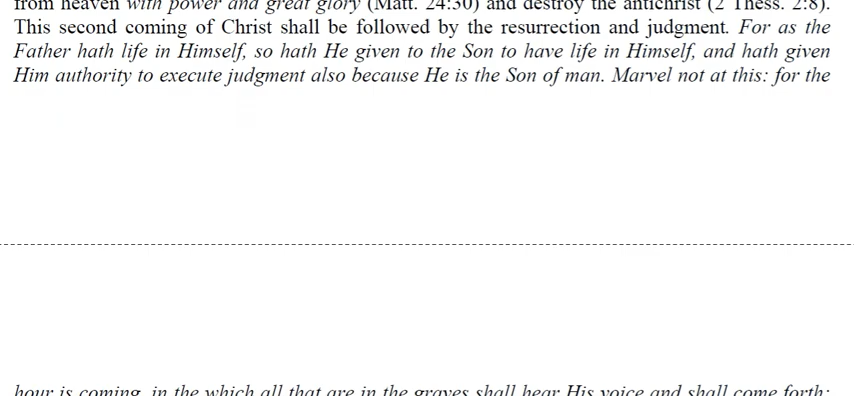 from heaven with power and great glory (Matt. 24:30) and destroy the antichrist (2 Thess. 2:8).
This second coming of Christ shall be followed by the resurrection and judgment. For as the
Father hath life in Himself, so hath He given to the Son to have life in Himself, and hath given
Him authority to execute judgment also because He is the Son of man. Marvel not at this: for the
hour is coming, in the which all that are in the graves shall hear His voice and shall come forth;